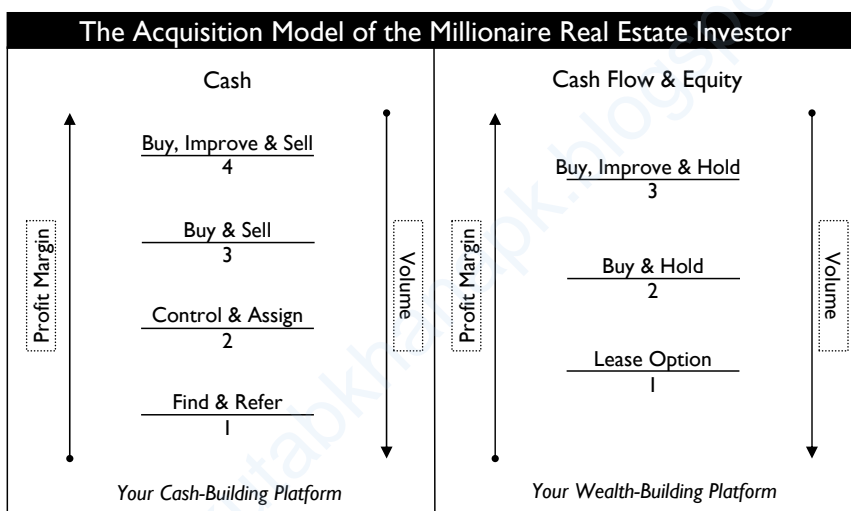 The Acquisition Model of the Millionaire Real Estate Investor
Cash
Buy, Improve & Sell
4
Buy & Sell
3
Control & Assign
2
Find & Refer
1
Profit Margin
Volume
Your Cash-Building Platform
Cash Flow & Equity
Buy, Improve & Hold
3
Buy & Hold
2
Lease Option
1
Profit Margin
Volume
Your Wealth-Building Platform